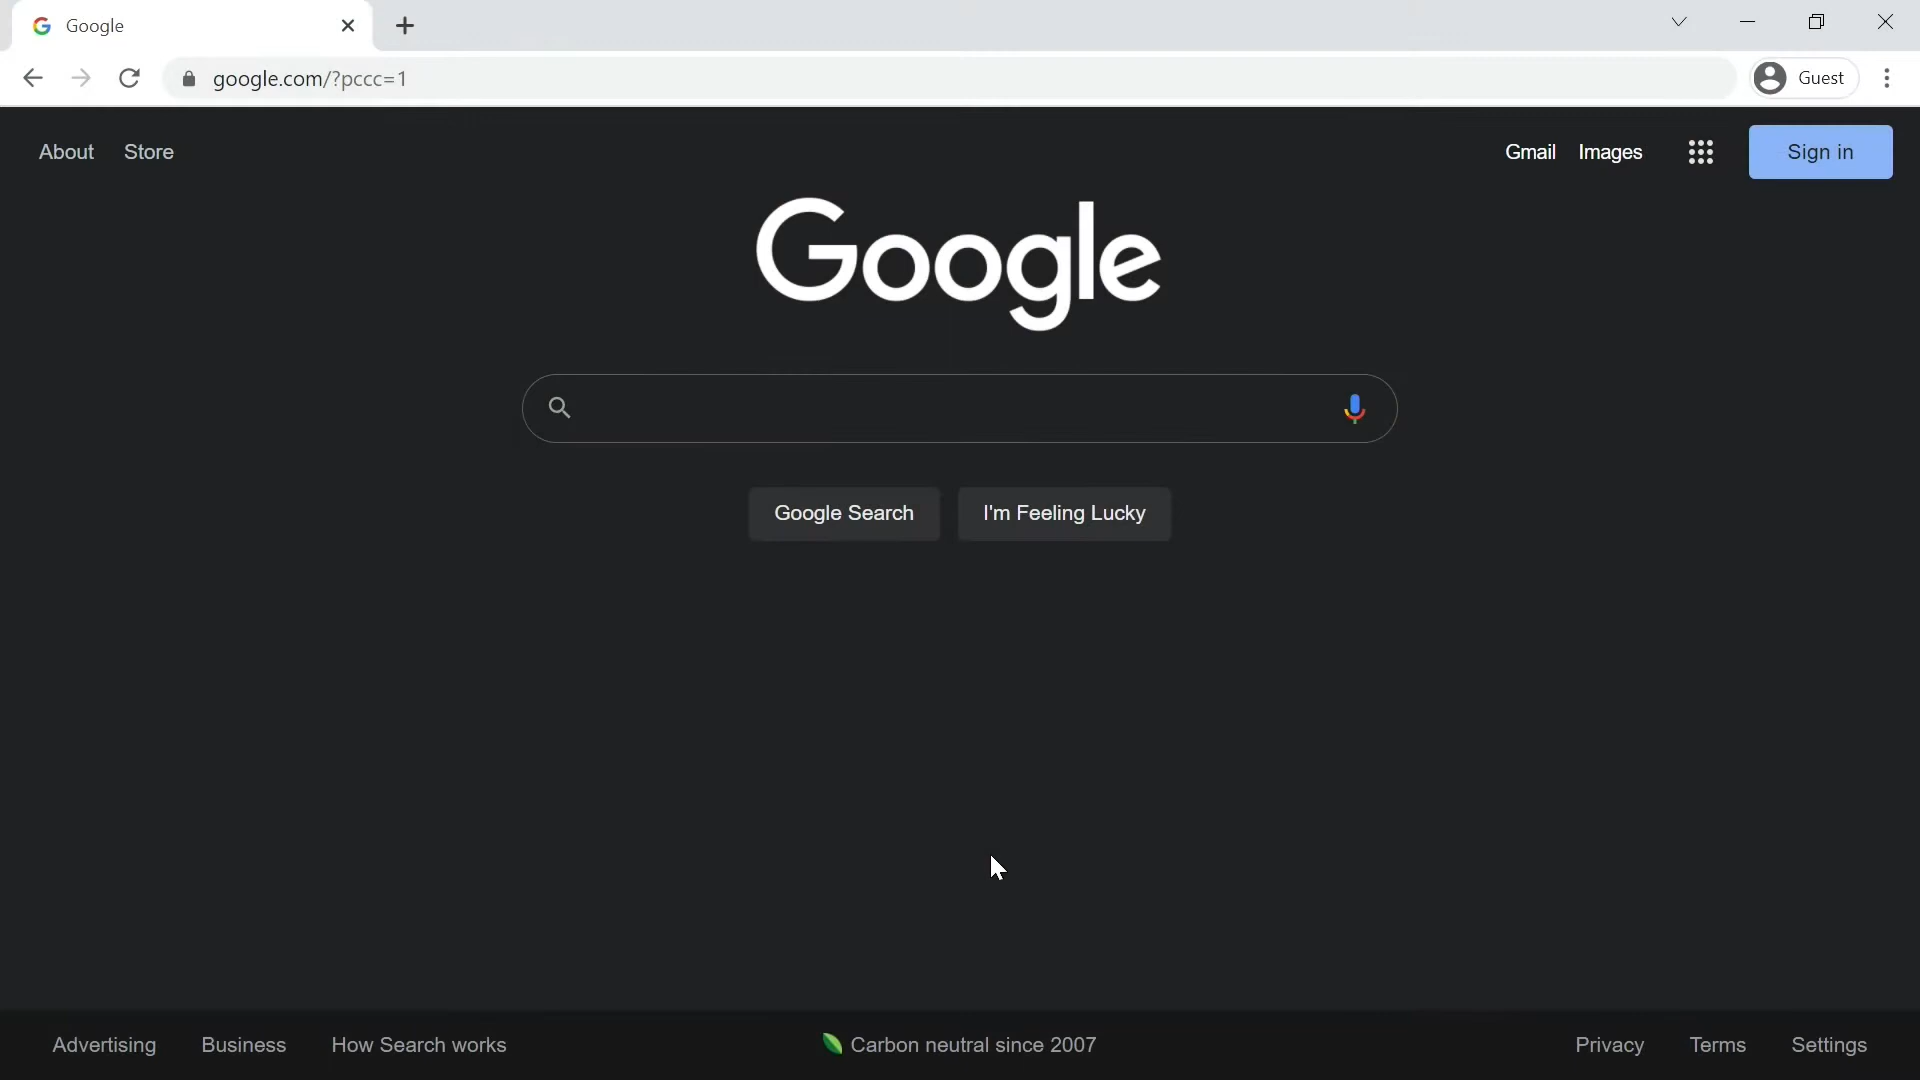 Google
google.com/?pccc=1
Guest
About Store
Gmail Images
Sign in
Google
Google Search I'm Feeling Lucky
Advertising Business How Search works
Carbon neutral since 2007
Privacy Terms Settings